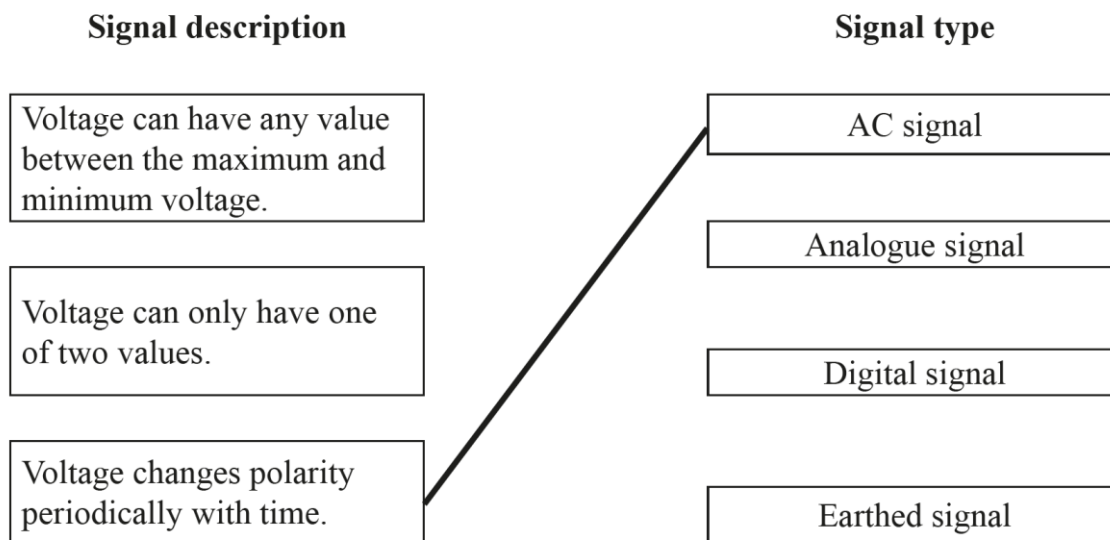 Signal description
Signal type
Voltage can have any value
between the maximum and
minimum voltage.
AC signal
Analogue signal
Voltage can only have one
of two values.
Digital signal
Voltage changes polarity
periodically with time.
Earthed signal